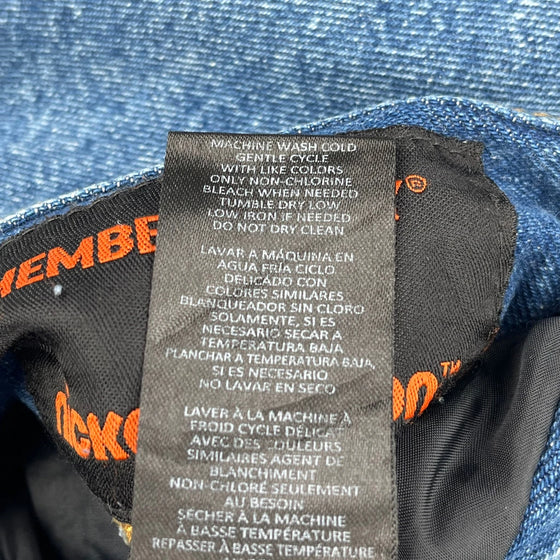 MACHINE WASH COLD
GENTLE CYCLE
WITH LIKE COLORS
ONLY NON-CHLORINE
BLEACH WHEN NEEDED
TUMBLE DRY LOW
LOW IRON IF NEEDED
DO NOT DRY CLEAN
LAVAR A MÁQUINA EN
AGUA FRÍA CICLO
DELICADO CON
COLORES SIMILARES
BLANQUEADOR SIN CLORO
SOLAMENTE, SI ES
NECESARIO SECAR A
TEMPERATURA BAJA
PLANCHAR A TEMPERATURA BAJA,
SI ES NECESARIO
NO LAVAR EN SECO
LAVER À LA MACHINE À
FROID CYCLE DÉLICAT
AVEC DES COULEURS
SIMILAIRES AGENT DE
BLANCHIMENT
NON-CHLORÉ SEULEMENT
AU BESOIN
SÉCHER À LA MACHINE
À BASSE TEMPÉRATURE
REPASSER À BASSE TEMPÉRATURE